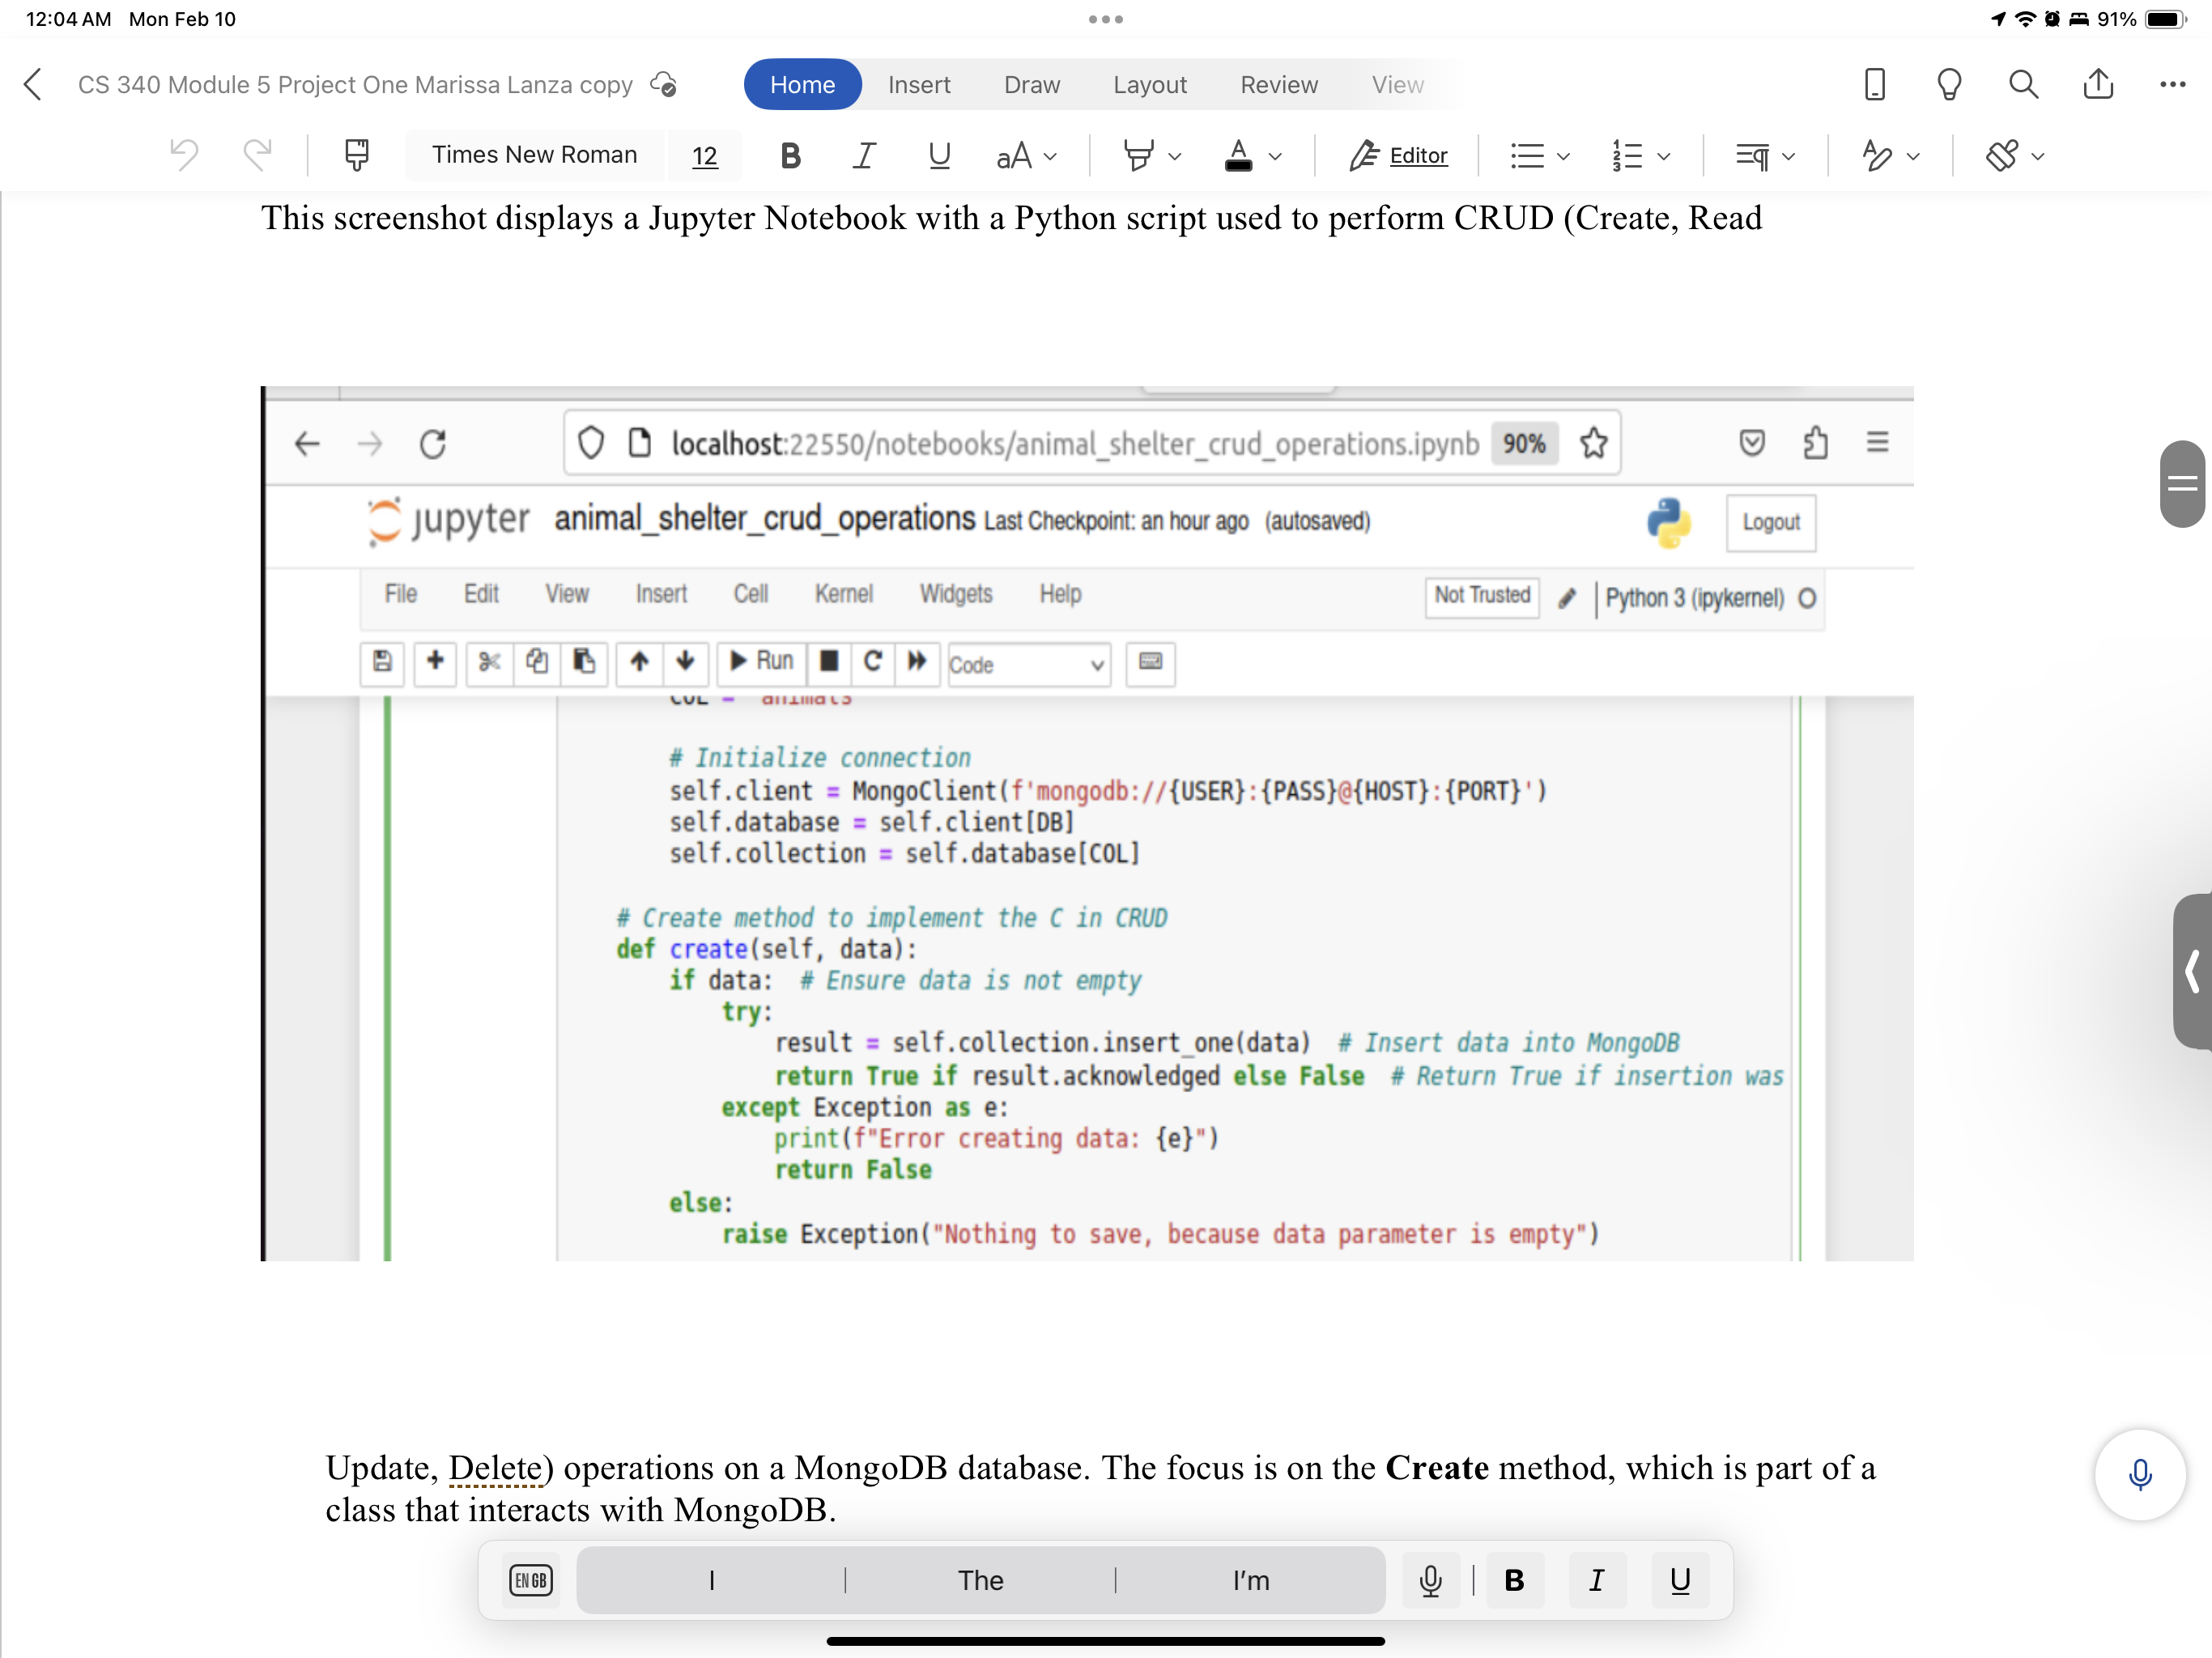 12:04 AM Mon Feb 10
91%
CS 340 Module 5 Project One Marissa Lanza copy
Home Insert Draw Layout Review View
Times New Roman 12 B I U aA A Editor
This screenshot displays a Jupyter Notebook with a Python script used to perform CRUD (Create, Read
localhost:22550/notebooks/animal_shelter_crud_operations.ipynb 90%
jupyter animal_shelter_crud_operations Last Checkpoint: an hour ago (autosaved) Logout
File Edit View Insert Cell Kernel Widgets Help Not Trusted Python 3 (ipykernel)
Run Code
COL = "animals"
# Initialize connection
self.client = MongoClient(f'mongodb://{USER}:{PASS}@{HOST}:{PORT}')
self.database = self.client[DB]
self.collection = self.database[COL]
# Create method to implement the C in CRUD
def create(self, data):
if data: # Ensure data is not empty
try:
result = self.collection.insert_one(data) # Insert data into MongoDB
return True if result.acknowledged else False # Return True if insertion was
except Exception as e:
print(f"Error creating data: {e}")
return False
else:
raise Exception("Nothing to save, because data parameter is empty")
Update, Delete) operations on a MongoDB database. The focus is on the Create method, which is part of a
class that interacts with MongoDB.
EN GB I The I'm B I U